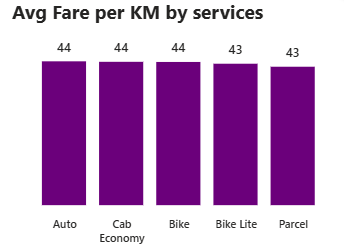 Avg Fare per KM by services
44 44 44 43 43
Auto Cab Economy Bike Bike Lite Parcel